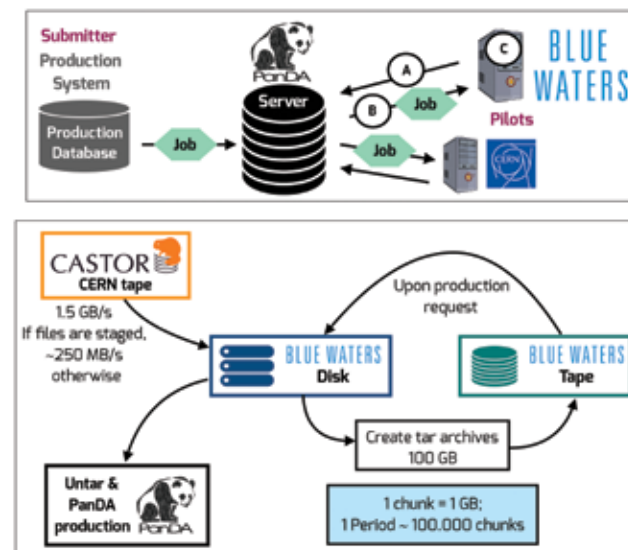 Submitter
Production
System
Production
Database
Job
PanDA
Server
A
B
Job
Job
C
BLUE
WATERS
Pilots
CERN
CASTOR
CERN tape
1.5 GB/s
If files are staged,
~250 MB/s
otherwise
Upon production
request
BLUE WATERS
Disk
BLUE WATERS
Tape
Create tar archives
100 GB
Untar &
PanDA
production
PanDA
1 chunk = 1 GB;
1 Period ~ 100.000 chunks